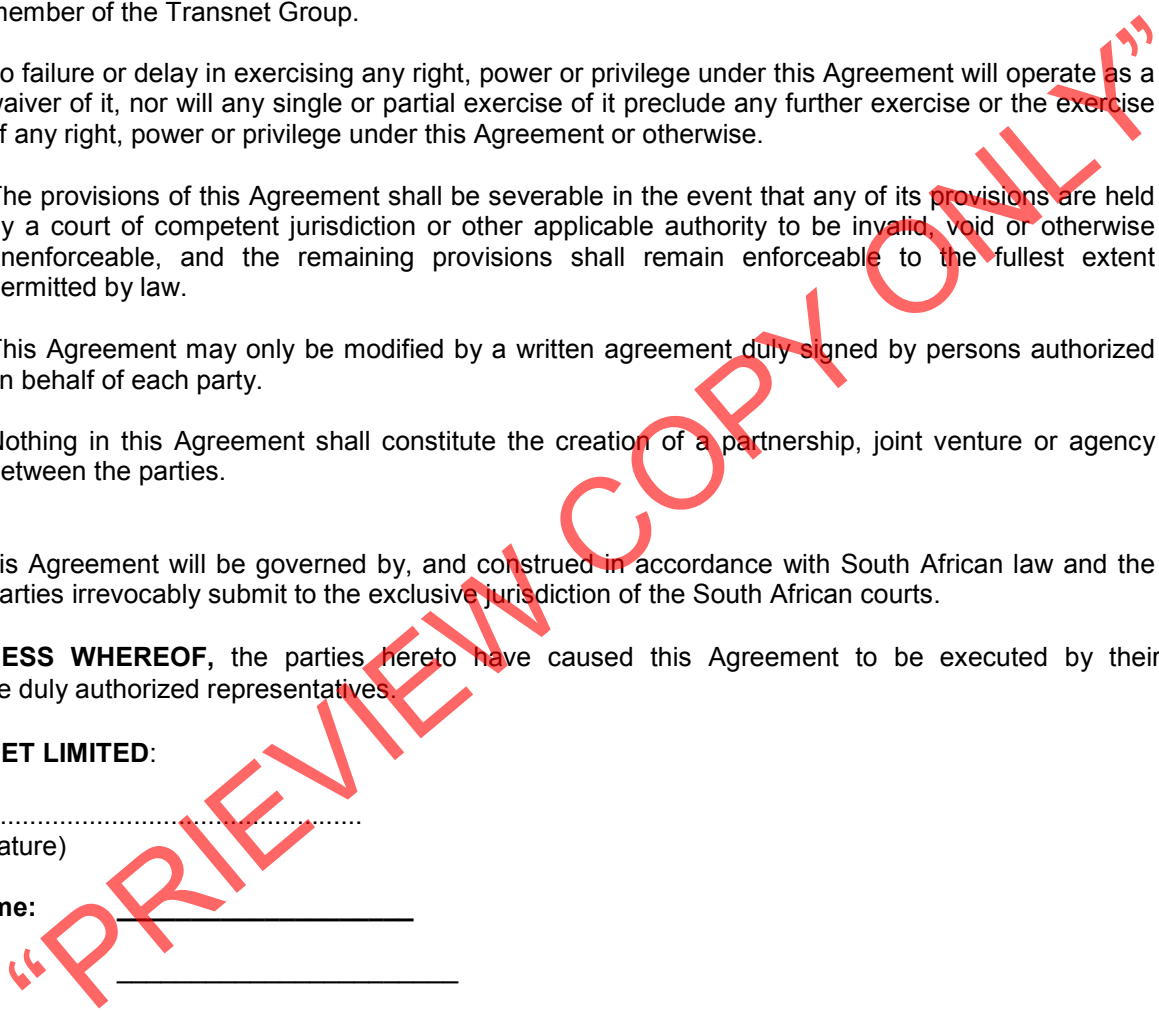 member of the Transnet Group.
o failure or delay in exercising any right, power or privilege under this Agreement will operate as a
waiver of it, nor will any single or partial exercise of it preclude any further exercise or the exercise
f any right, power or privilege under this Agreement or otherwise.
The provisions of this Agreement shall be severable in the event that any of its provisions are held
y a court of competent jurisdiction or other applicable authority to be invalid, void or otherwise
nenforceable, and the remaining provisions shall remain enforceable to the fullest extent
ermitted by law.
This Agreement may only be modified by a written agreement duly signed by persons authorized
n behalf of each party.
Nothing in this Agreement shall constitute the creation of a partnership, joint venture or agency
etween the parties.
is Agreement will be governed by, and construed in accordance with South African law and the
arties irrevocably submit to the exclusive jurisdiction of the South African courts.
ESS WHEREOF, the parties hereto have caused this Agreement to be executed by their
e duly authorized representatives.
ET LIMITED:
ature)
me:
“PRIEVIEW COPY ONLY”